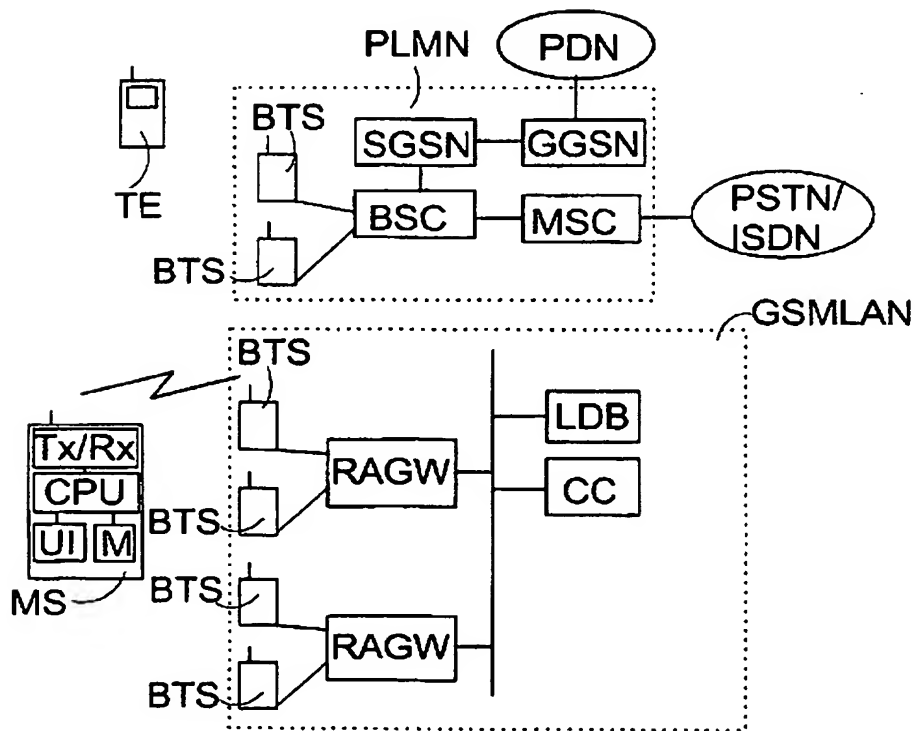 PLMN
PDN
BTS
SGSN
GGSN
TE
BSC
MSC
PSTN/
ISDN
BTS
GSMLAN
BTS
Tx/Rx
LDB
CPU
RAGW
CC
UI
M
BTS
MS
BTS
RAGW
BTS